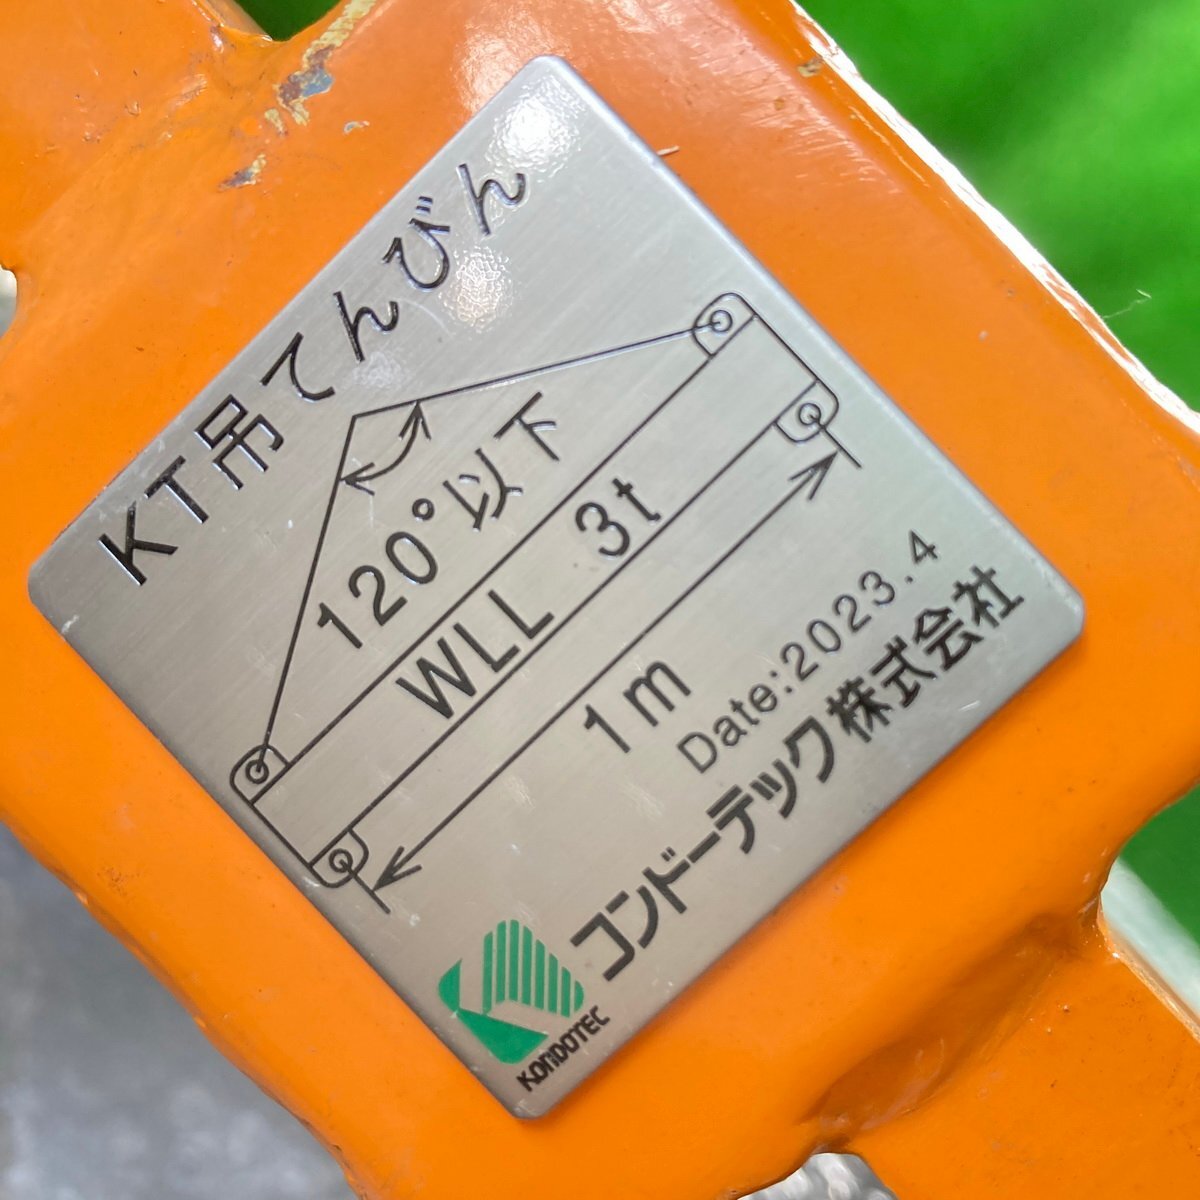 KT吊てんびん
120°以下
WLL 3t
1m
Date:2023.4
コンドーテック株式会社
KONDOTEC